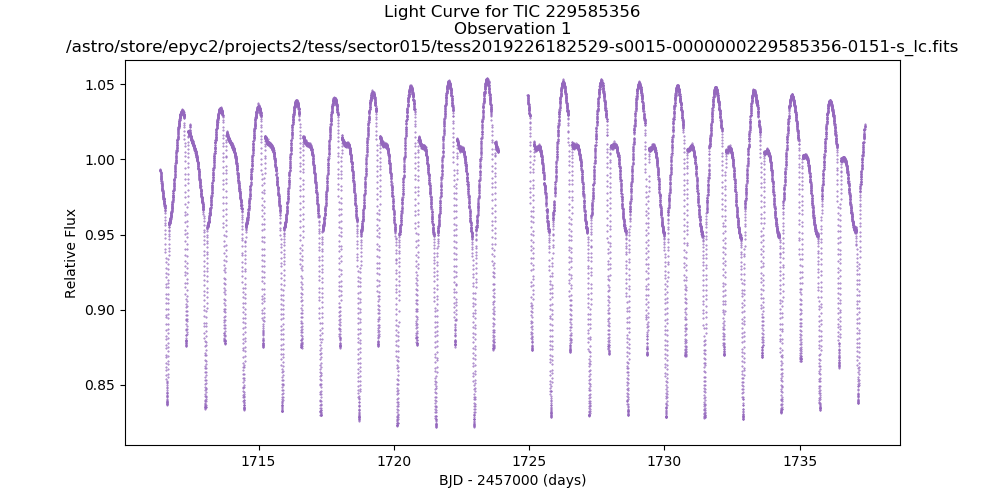 Light Curve for TIC 229585356
Observation 1
/astro/store/epyc2/projects2/tess/sector015/tess2019226182529-s0015-0000000229585356-0151-s_lc.fits
1.05
1.00
0.95
0.90
0.85
Relative Flux
1715
1720
1725
1730
1735
BJD - 2457000 (days)